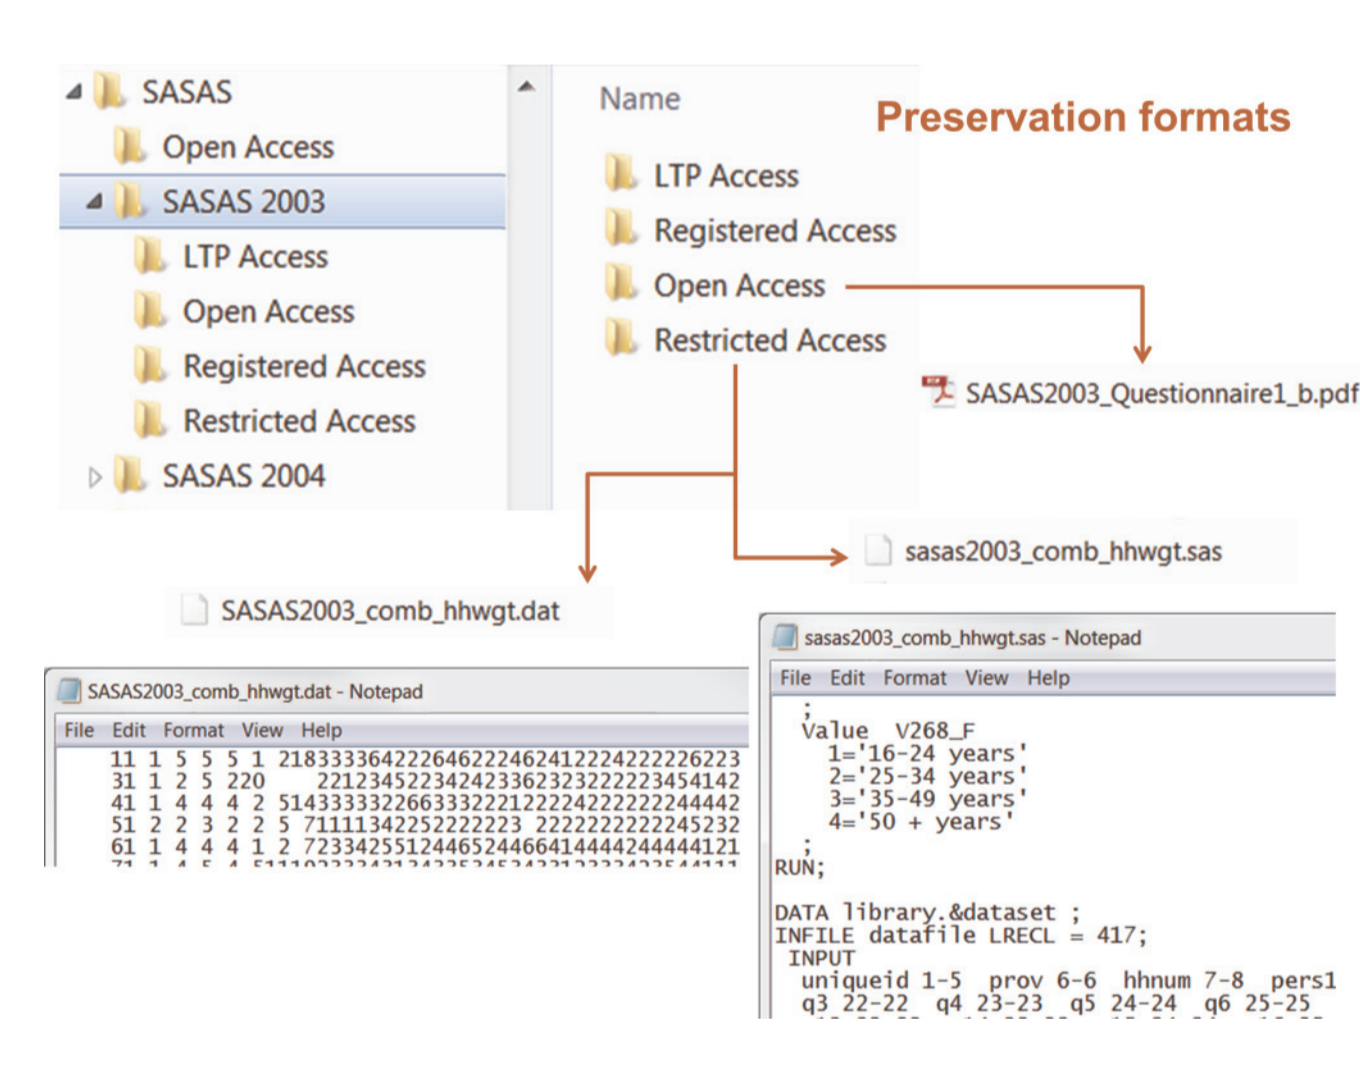 SASAS
Open Access
SASAS 2003
LTP Access
Open Access
Registered Access
Restricted Access
SASAS 2004
Name
Preservation formats
LTP Access
Registered Access
Open Access
Restricted Access
SASAS2003_Questionnaire1_b.pdf
sasas2003_comb_hhwgt.sas
SASAS2003_comb_hhwgt.dat
SASAS2003_comb_hhwgt.dat - Notepad
File Edit Format View Help
11 1 5 5 5 1 2183333642226462224624122242222226223
31 1 2 5 220 221234522342423362323222223454142
41 1 4 4 4 2 5143333322663332221222242222222244442
51 2 2 3 2 2 5 711113422522222223 2222222222245232
61 1 4 4 4 1 2 7233425512446524466414444244444121
sasas2003_comb_hhwgt.sas - Notepad
File Edit Format View Help
;
Value V268_F
1='16-24 years'
2='25-34 years'
3='35-49 years'
4='50 + years'
;
RUN;
DATA library.&dataset ;
INFILE datafile LRECL = 417;
INPUT
uniqueid 1-5 prov 6-6 hhnum 7-8 pers1
q3 22-22 q4 23-23 q5 24-24 q6 25-25